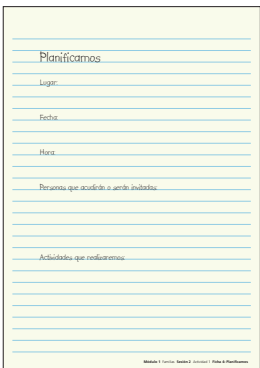 Planificamos
Lugar:
Fecha:
Hora:
Personas que acudirán o serán invitadas:
Actividades que realizaremos:
Módulo 1 Familias Sesión 2 Actividad 1 Ficha 4: Planificamos